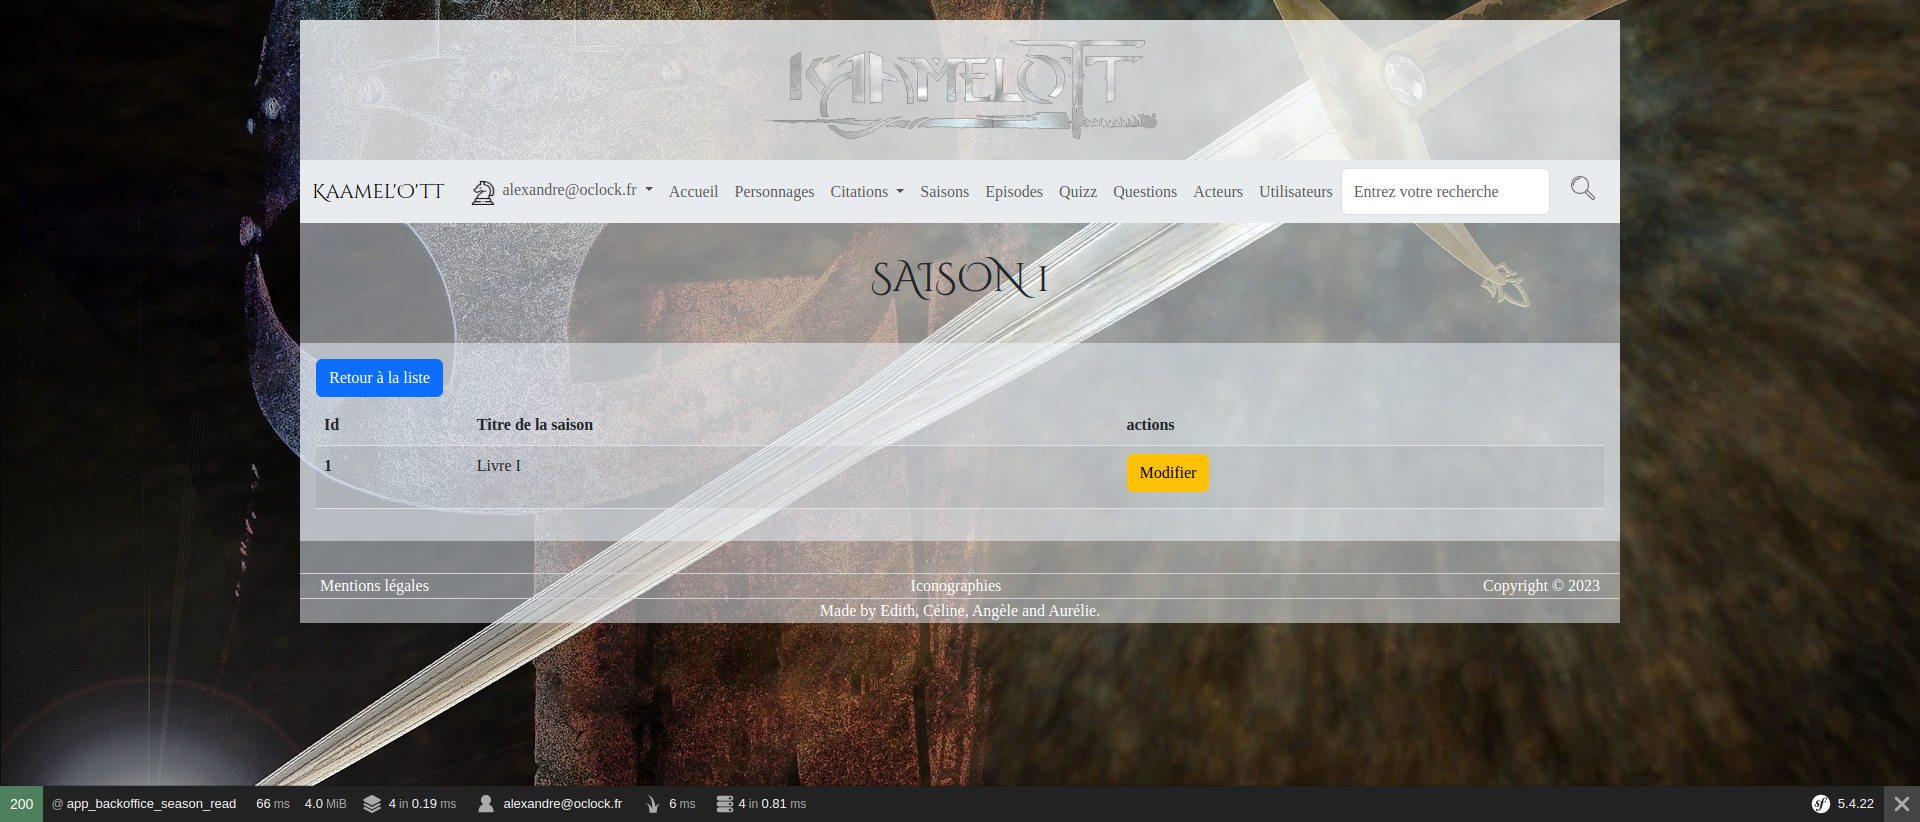 KAAMELOTT
KAAMEL'O'TT alexandre@oclock.fr Accueil Personnages Citations Saisons Episodes Quizz Questions Acteurs Utilisateurs Entrez votre recherche
SAISON 1
Retour à la liste
Id Titre de la saison actions
1 Livre I Modifier
Mentions légales Iconographies Copyright © 2023
Made by Edith, Céline, Angèle and Aurélie.
200 @ app_backoffice_season_read 66 ms 4.0 MiB 4 in 0.19 ms alexandre@oclock.fr 6 ms 4 in 0.81 ms sf 5.4.22